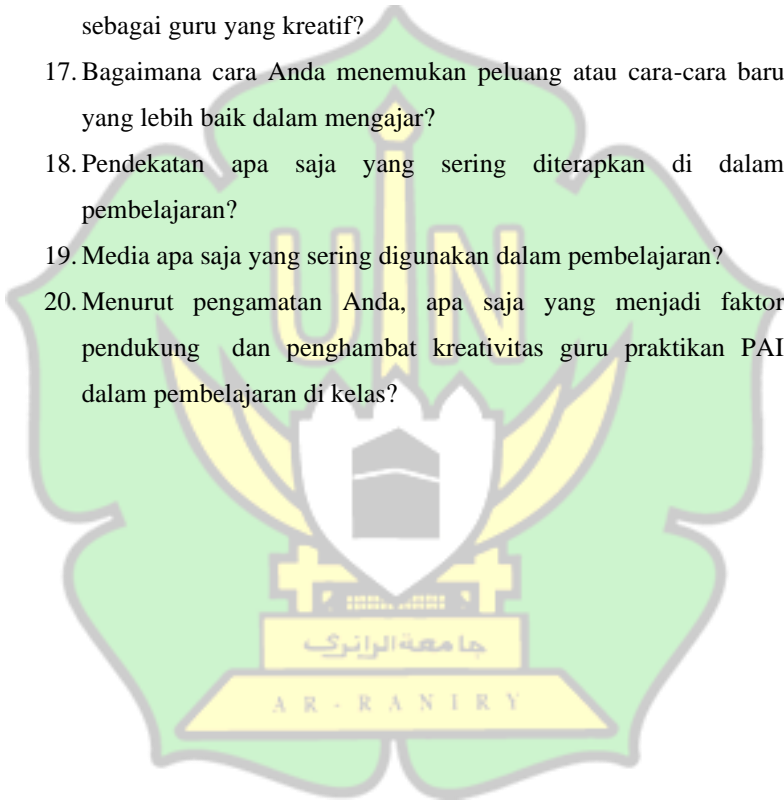 sebagai guru yang kreatif?
17. Bagaimana cara Anda menemukan peluang atau cara-cara baru
yang lebih baik dalam mengajar?
18. Pendekatan apa saja yang sering diterapkan di dalam
pembelajaran?
19. Media apa saja yang sering digunakan dalam pembelajaran?
20. Menurut pengamatan Anda, apa saja yang menjadi faktor
pendukung dan penghambat kreativitas guru praktikan PAI
dalam pembelajaran di kelas?
UIN
جامعة الرانري
AR-RANIRY